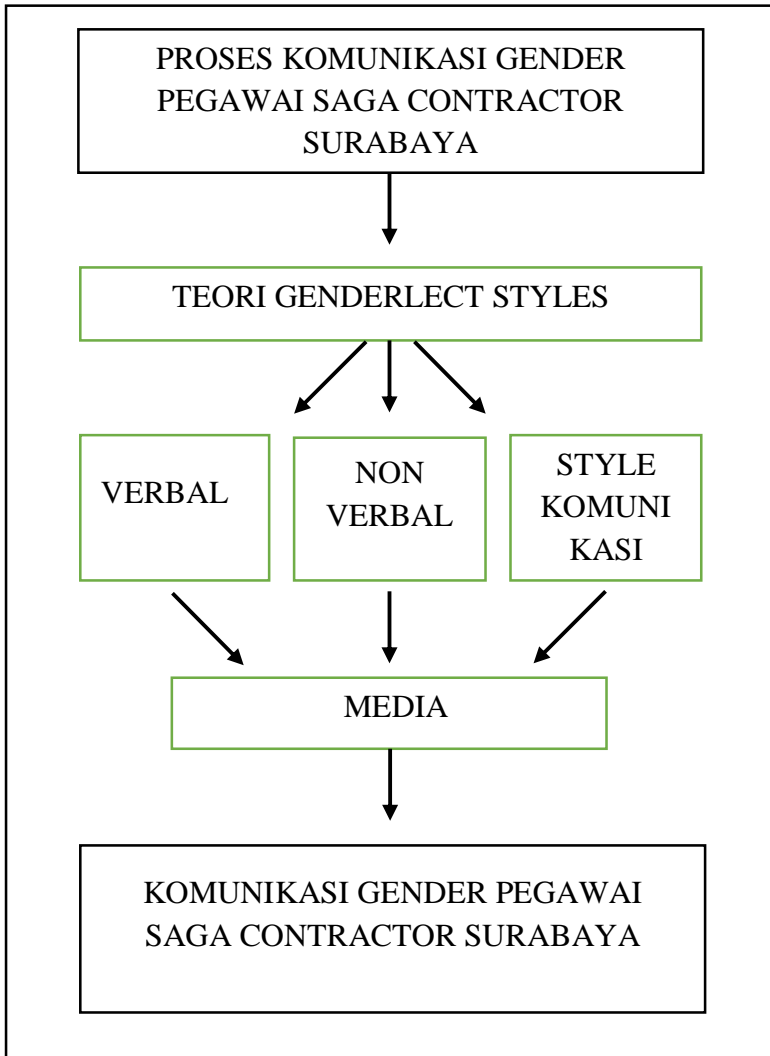 PROSES KOMUNIKASI GENDER
PEGAWAI SAGA CONTRACTOR
SURABAYA
TEORI GENDERLECT STYLES
VERBAL
NON
VERBAL
STYLE
KOMUNI
KASI
MEDIA
KOMUNIKASI GENDER PEGAWAI
SAGA CONTRACTOR SURABAYA